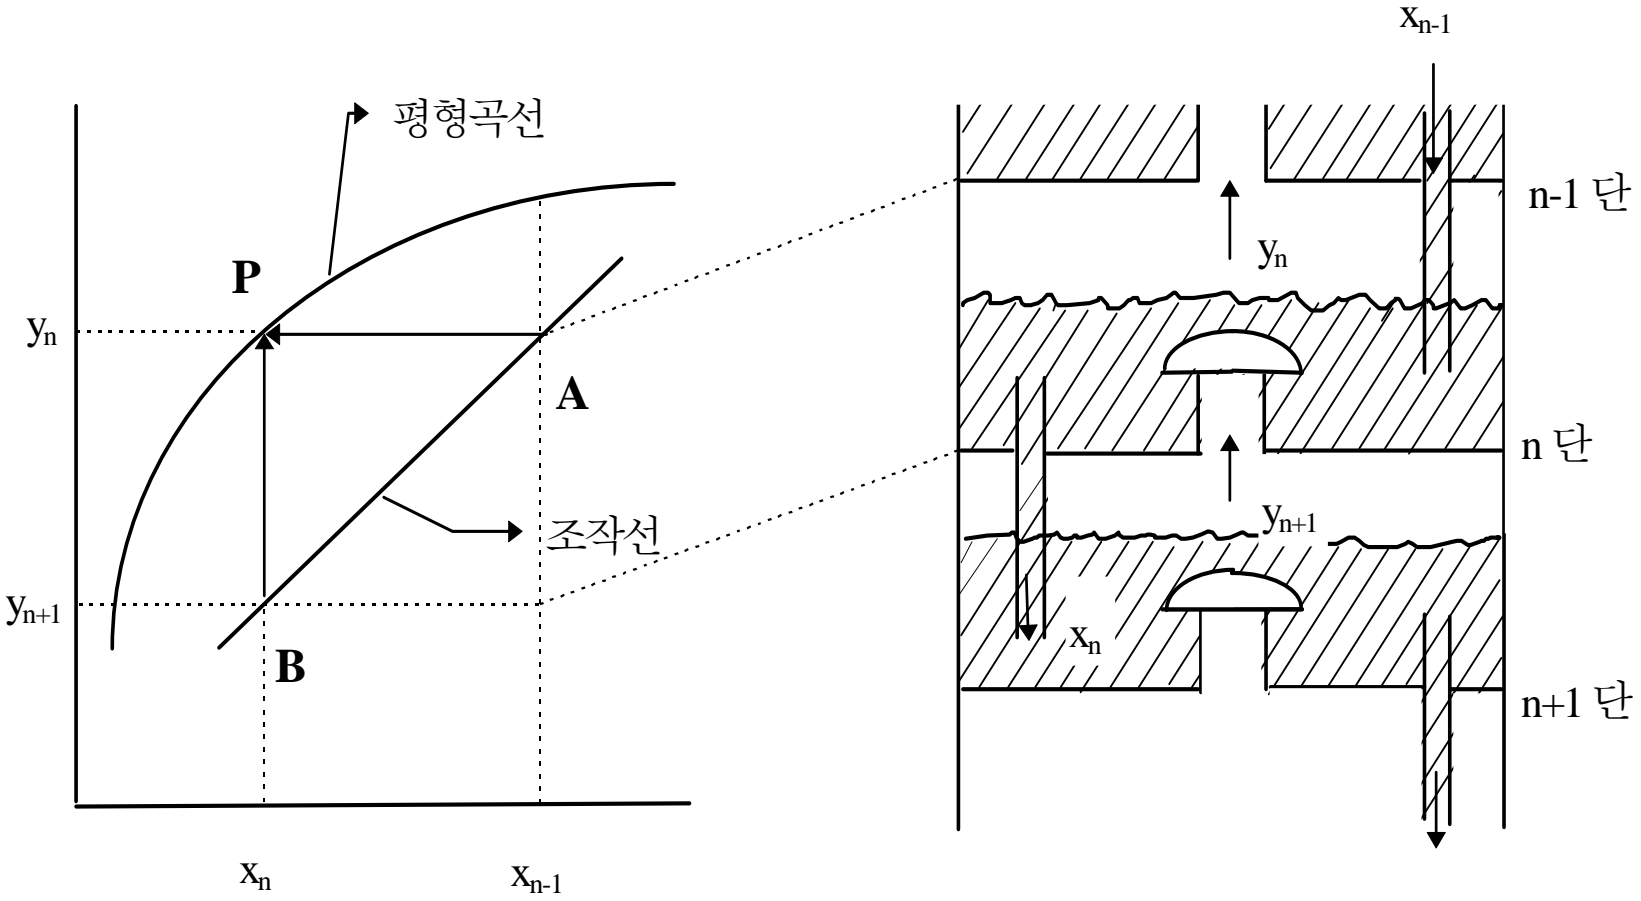 x_{n-1}
평형곡선
n-1 단
y_n
P
y_n
A
n 단
y_{n+1}
조작선
y_{n+1}
x_n
B
n+1 단
x_n
x_{n-1}